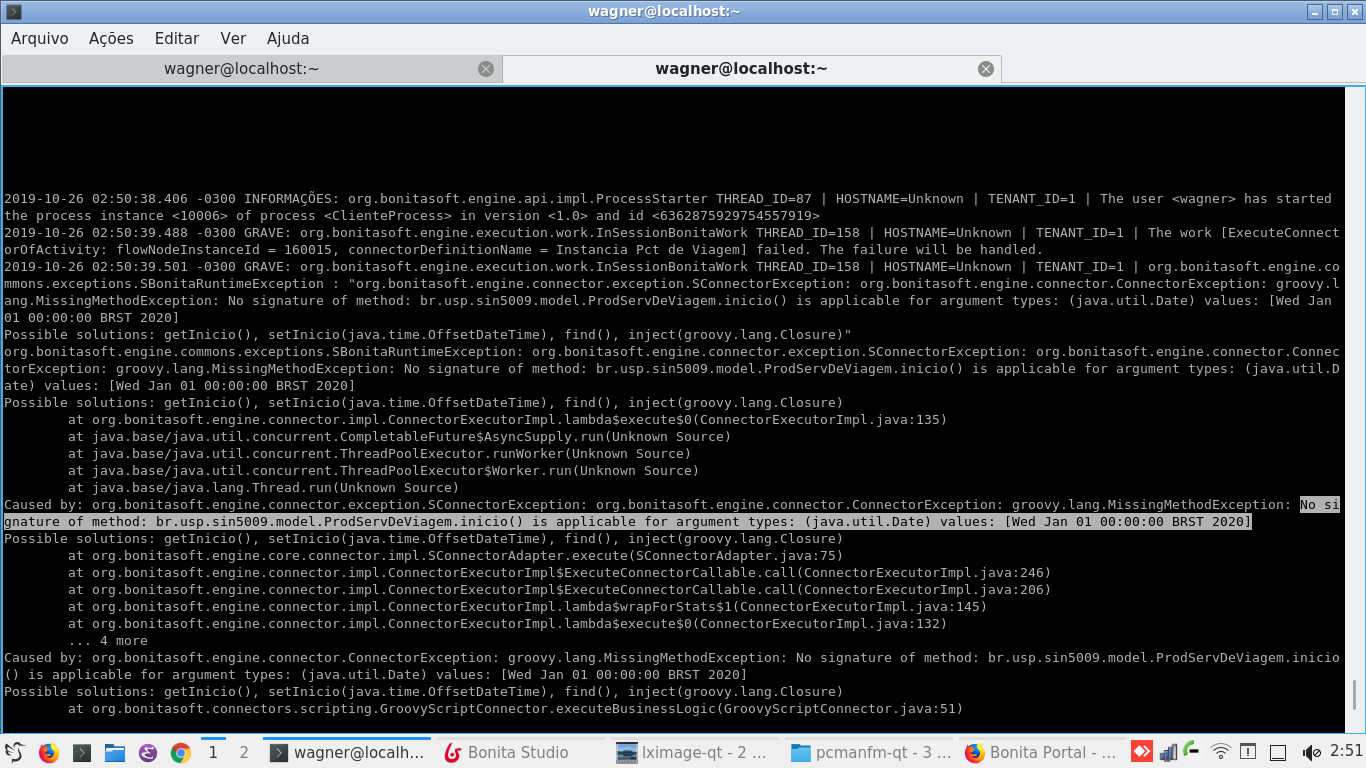 wagner@localhost:~
Arquivo Ações Editar Ver Ajuda
wagner@localhost:~ wagner@localhost:~
2019-10-26 02:50:38.406 -0300 INFORMAÇÕES: org.bonitasoft.engine.api.impl.ProcessStarter THREAD_ID=87 | HOSTNAME=Unknown | TENANT_ID=1 | The user <wagner> has started
the process instance <10006> of process <ClienteProcess> in version <1.0> and id <6362875929754557919>
2019-10-26 02:50:39.488 -0300 GRAVE: org.bonitasoft.engine.execution.work.InSessionBonitaWork THREAD_ID=158 | HOSTNAME=Unknown | TENANT_ID=1 | The work [ExecuteConnect
orOfActivity: flowNodeInstanceId = 160015, connectorDefinitionName = Instancia Pct de Viagem] failed. The failure will be handled.
2019-10-26 02:50:39.501 -0300 GRAVE: org.bonitasoft.engine.execution.work.InSessionBonitaWork THREAD_ID=158 | HOSTNAME=Unknown | TENANT_ID=1 | org.bonitasoft.engine.co
mmons.exceptions.SBonitaRuntimeException : "org.bonitasoft.engine.connector.exception.SConnectorException: org.bonitasoft.engine.connector.ConnectorException: groovy.l
ang.MissingMethodException: No signature of method: br.usp.sin5009.model.ProdServDeViagem.inicio() is applicable for argument types: (java.util.Date) values: [Wed Jan
01 00:00:00 BRST 2020]
Possible solutions: getInicio(), setInicio(java.time.OffsetDateTime), find(), inject(groovy.lang.Closure)"
org.bonitasoft.engine.commons.exceptions.SBonitaRuntimeException: org.bonitasoft.engine.connector.exception.SConnectorException: org.bonitasoft.engine.connector.Connec
torException: groovy.lang.MissingMethodException: No signature of method: br.usp.sin5009.model.ProdServDeViagem.inicio() is applicable for argument types: (java.util.D
ate) values: [Wed Jan 01 00:00:00 BRST 2020]
Possible solutions: getInicio(), setInicio(java.time.OffsetDateTime), find(), inject(groovy.lang.Closure)
at org.bonitasoft.engine.connector.impl.ConnectorExecutorImpl.lambda$execute$0(ConnectorExecutorImpl.java:135)
at java.base/java.util.concurrent.CompletableFuture$AsyncSupply.run(Unknown Source)
at java.base/java.util.concurrent.ThreadPoolExecutor.runWorker(Unknown Source)
at java.base/java.util.concurrent.ThreadPoolExecutor$Worker.run(Unknown Source)
at java.base/java.lang.Thread.run(Unknown Source)
Caused by: org.bonitasoft.engine.connector.exception.SConnectorException: org.bonitasoft.engine.connector.ConnectorException: groovy.lang.MissingMethodException: No si
gnature of method: br.usp.sin5009.model.ProdServDeViagem.inicio() is applicable for argument types: (java.util.Date) values: [Wed Jan 01 00:00:00 BRST 2020]
Possible solutions: getInicio(), setInicio(java.time.OffsetDateTime), find(), inject(groovy.lang.Closure)
at org.bonitasoft.engine.core.connector.impl.SConnectorAdapter.execute(SConnectorAdapter.java:75)
at org.bonitasoft.engine.connector.impl.ConnectorExecutorImpl$ExecuteConnectorCallable.call(ConnectorExecutorImpl.java:246)
at org.bonitasoft.engine.connector.impl.ConnectorExecutorImpl$ExecuteConnectorCallable.call(ConnectorExecutorImpl.java:206)
at org.bonitasoft.engine.connector.impl.ConnectorExecutorImpl.lambda$wrapForStats$1(ConnectorExecutorImpl.java:145)
at org.bonitasoft.engine.connector.impl.ConnectorExecutorImpl.lambda$execute$0(ConnectorExecutorImpl.java:132)
... 4 more
Caused by: org.bonitasoft.engine.connector.ConnectorException: groovy.lang.MissingMethodException: No signature of method: br.usp.sin5009.model.ProdServDeViagem.inicio
() is applicable for argument types: (java.util.Date) values: [Wed Jan 01 00:00:00 BRST 2020]
Possible solutions: getInicio(), setInicio(java.time.OffsetDateTime), find(), inject(groovy.lang.Closure)
at org.bonitasoft.connectors.scripting.GroovyScriptConnector.executeBusinessLogic(GroovyScriptConnector.java:51)
1 2 wagner@localh... Bonita Studio lximage-qt - 2 ... pcmanfm-qt - 3 ... Bonita Portal - ... 2:51